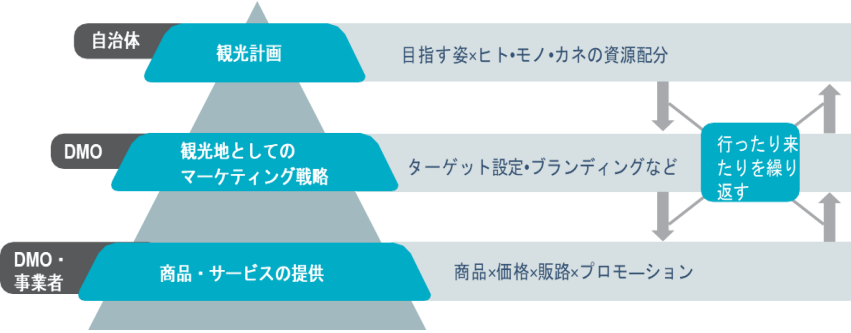 自治体
観光計画
目指す姿×ヒト・モノ・カネの資源配分
DMO
観光地としての
マーケティング戦略
ターゲット設定・ブランディングなど
行ったり来
たりを繰り
返す
DMO・
事業者
商品・サービスの提供
商品×価格×販路×プロモーション